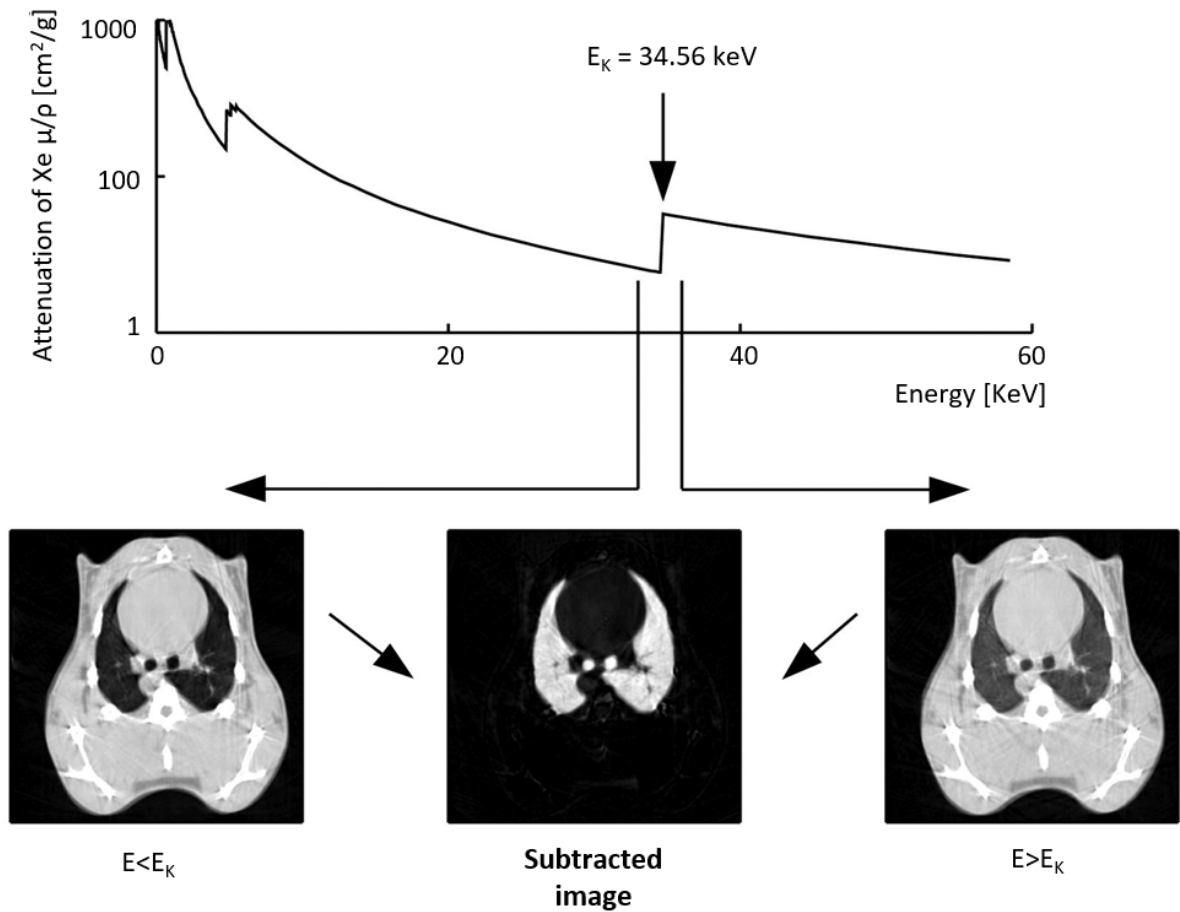 Attenuation of Xe μ/ρ [cm²/g]
1000
100
1
E_K = 34.56 keV
0
20
40
60
Energy [KeV]
E<E_K
Subtracted
image
E>E_K